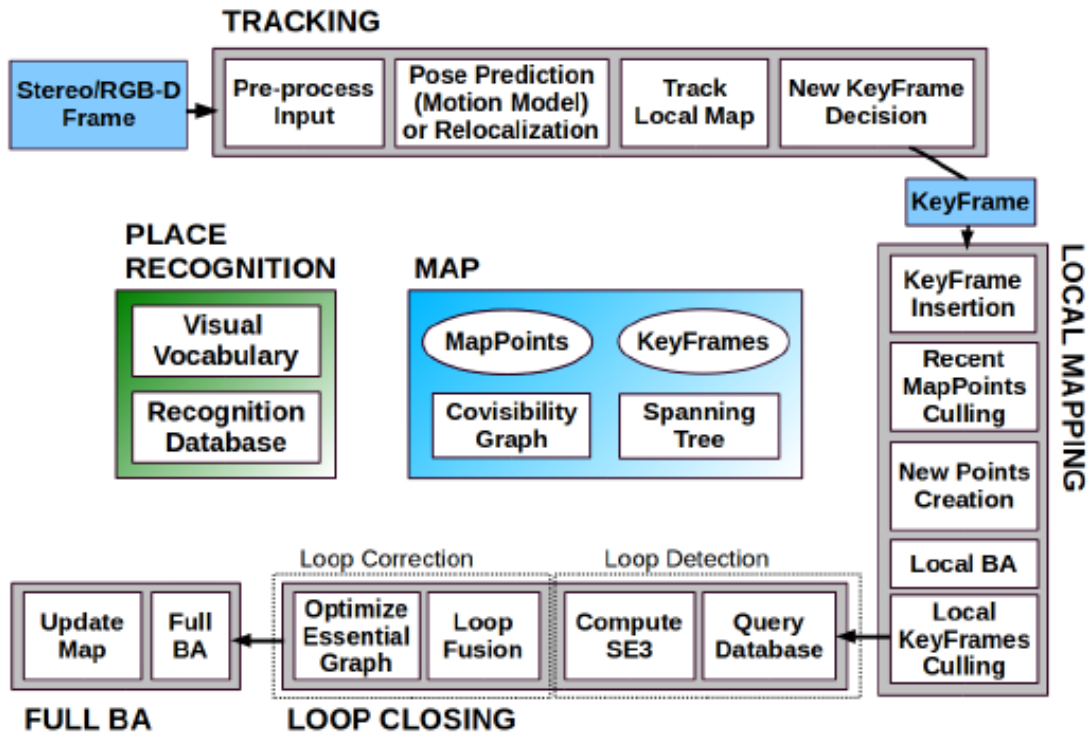 TRACKING
Stereo/RGB-D
Frame
Pre-process
Input
Pose Prediction
(Motion Model)
or Relocalization
Track
Local Map
New KeyFrame
Decision
KeyFrame
PLACE
RECOGNITION
Visual
Vocabulary
Recognition
Database
MAP
MapPoints
KeyFrames
Covisibility
Graph
Spanning
Tree
LOCAL MAPPING
KeyFrame
Insertion
Recent
MapPoints
Culling
New Points
Creation
Local BA
Local
KeyFrames
Culling
Loop Correction
Loop Detection
Update
Map
Full
BA
Optimize
Essential
Graph
Loop
Fusion
Compute
SE3
Query
Database
FULL BA
LOOP CLOSING